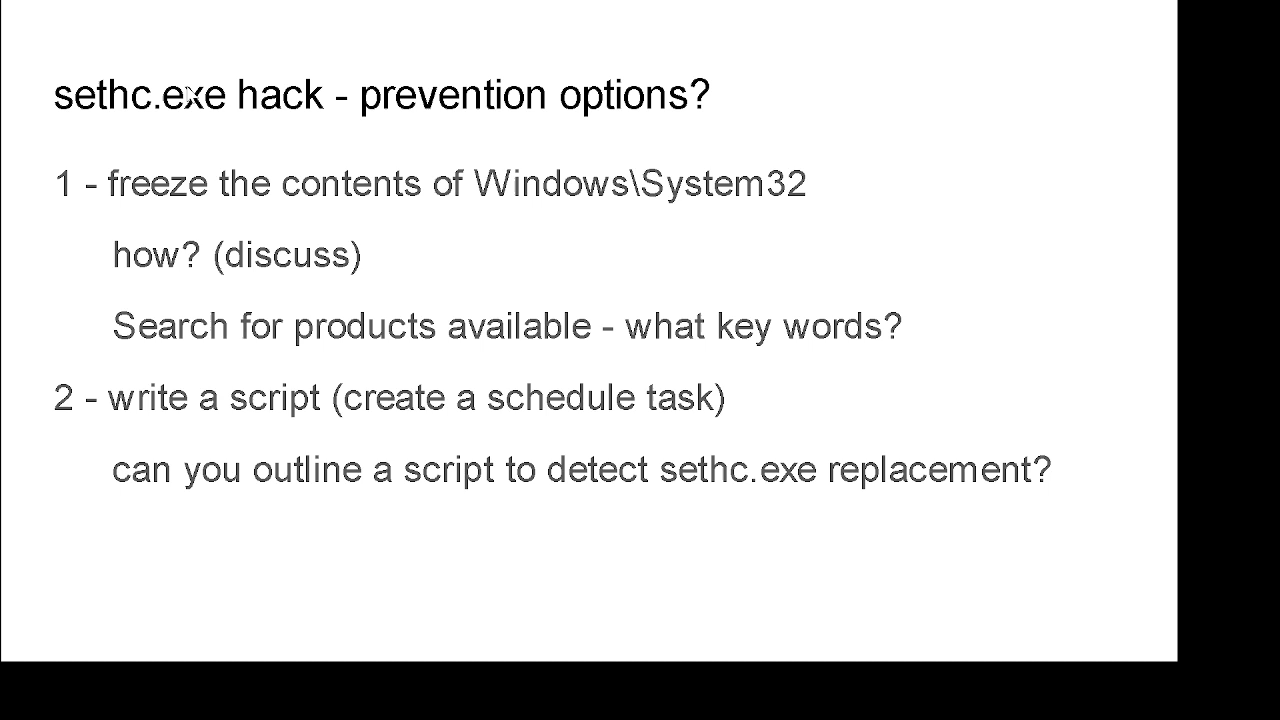 sethc.exe hack - prevention options?
1 - freeze the contents of Windows\System32
how? (discuss)
Search for products available - what key words?
2 - write a script (create a schedule task)
can you outline a script to detect sethc.exe replacement?